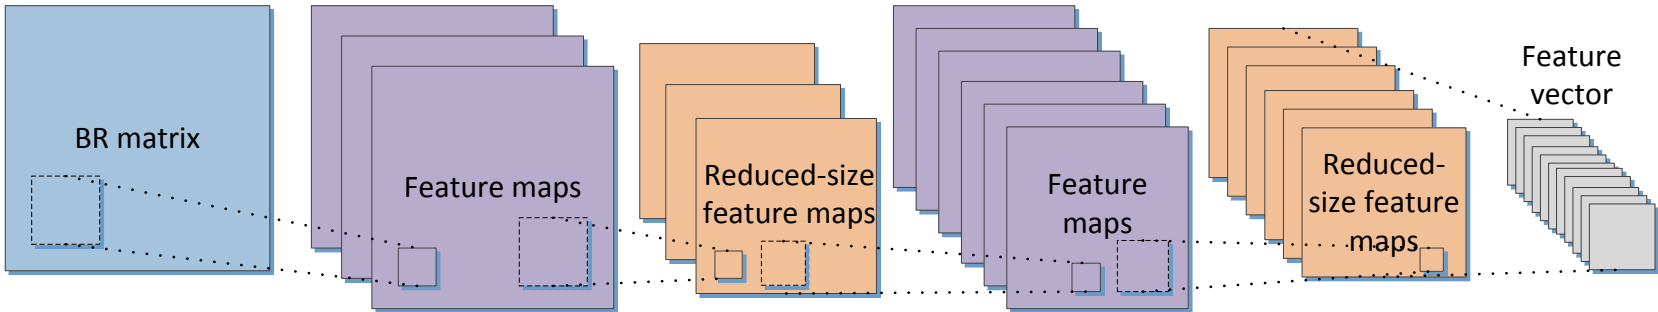 BR matrix
Feature maps
Reduced-size
feature maps
Feature
maps
Reduced-
size feature
maps
Feature
vector